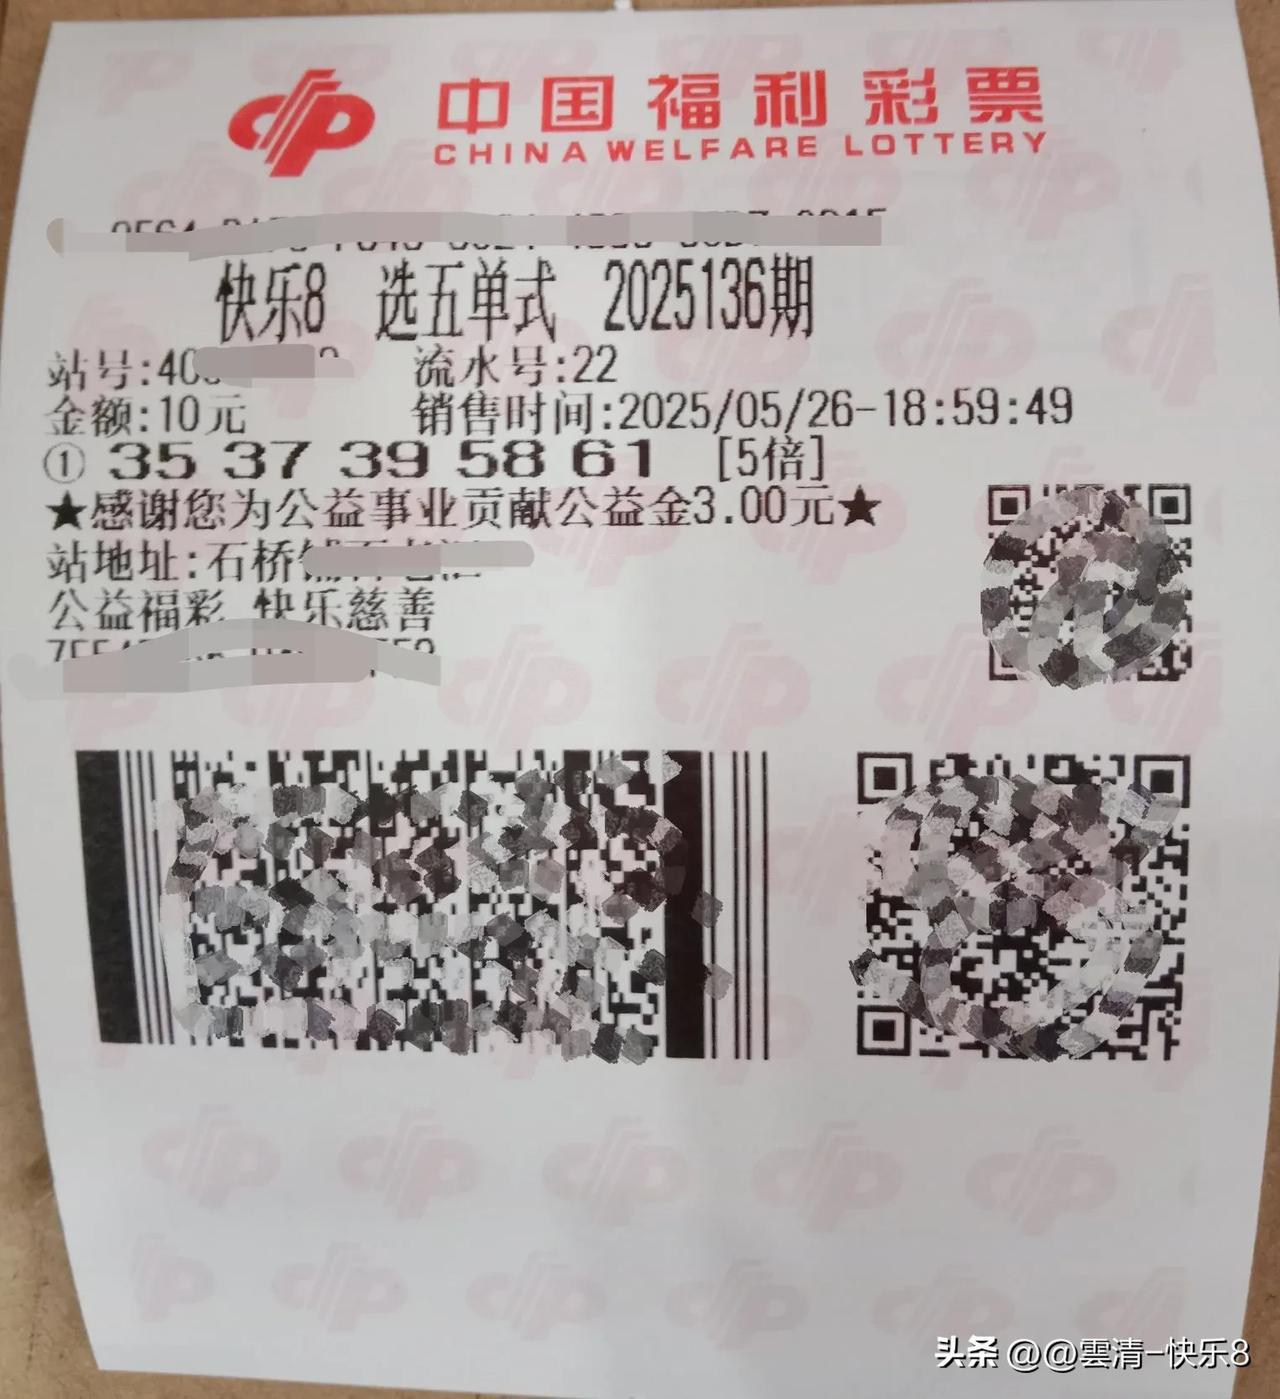 中国福利彩票
CHINA WELFARE LOTTERY
快乐8 选五单式 2025136期
站号:40 流水号:22
金额:10元 销售时间:2025/05/26-18:59:49
① 35 37 39 58 61 [5倍]
★感谢您为公益事业贡献公益金3.00元★
站地址:石桥铺
公益福彩 快乐慈善
头条 @@雲清-快乐8